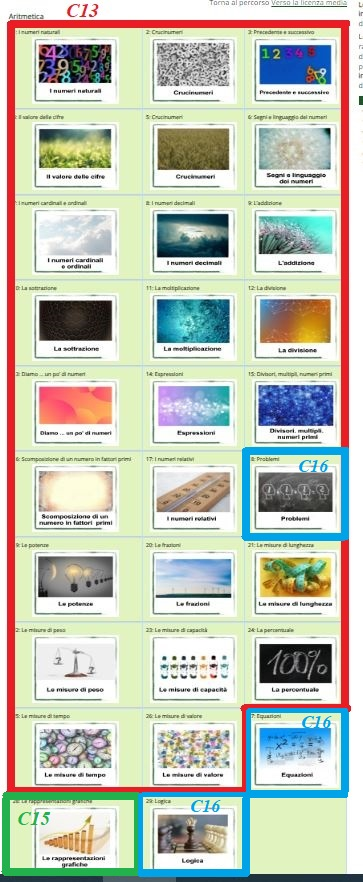 Torna al percorso Verso la licenza media
Aritmetica
C13
: I numeri naturali
2: Crucinumeri
3: Precedente e successivo
I numeri naturali
Crucinumeri
Precedente e successivo
: Il valore delle cifre
5: Crucinumeri
6: Segni e linguaggio dei numeri
Il valore delle cifre
Crucinumeri
Segni e linguaggio
dei numeri
: I numeri cardinali e ordinali
8: I numeri decimali
9: L'addizione
I numeri cardinali
e ordinali
I numeri decimali
L'addizione
0: La sottrazione
11: La moltiplicazione
12: La divisione
La sottrazione
La moltiplicazione
La divisione
3: Diamo ... un po' di numeri
14: Espressioni
15: Divisori, multipli, numeri primi
Diamo ... un po' di numeri
Espressioni
Divisori, multipli,
numeri primi
6: Scomposizione di un numero in fattori primi
17: I numeri relativi
8: Problemi
C16
Scomposizione di un
numero in fattori primi
I numeri relativi
Problemi
9: Le potenze
20: Le frazioni
21: Le misure di lunghezza
Le potenze
Le frazioni
Le misure di lunghezza
2: Le misure di peso
23: Le misure di capacità
24: La percentuale
100%
Le misure di peso
Le misure di capacità
La percentuale
5: Le misure di tempo
26: Le misure di valore
7: Equazioni
C16
Le misure di tempo
Le misure di valore
Equazioni
28: Le rappresentazioni grafiche
29: Logica
C15
C16
Le rappresentazioni
grafiche
Logica